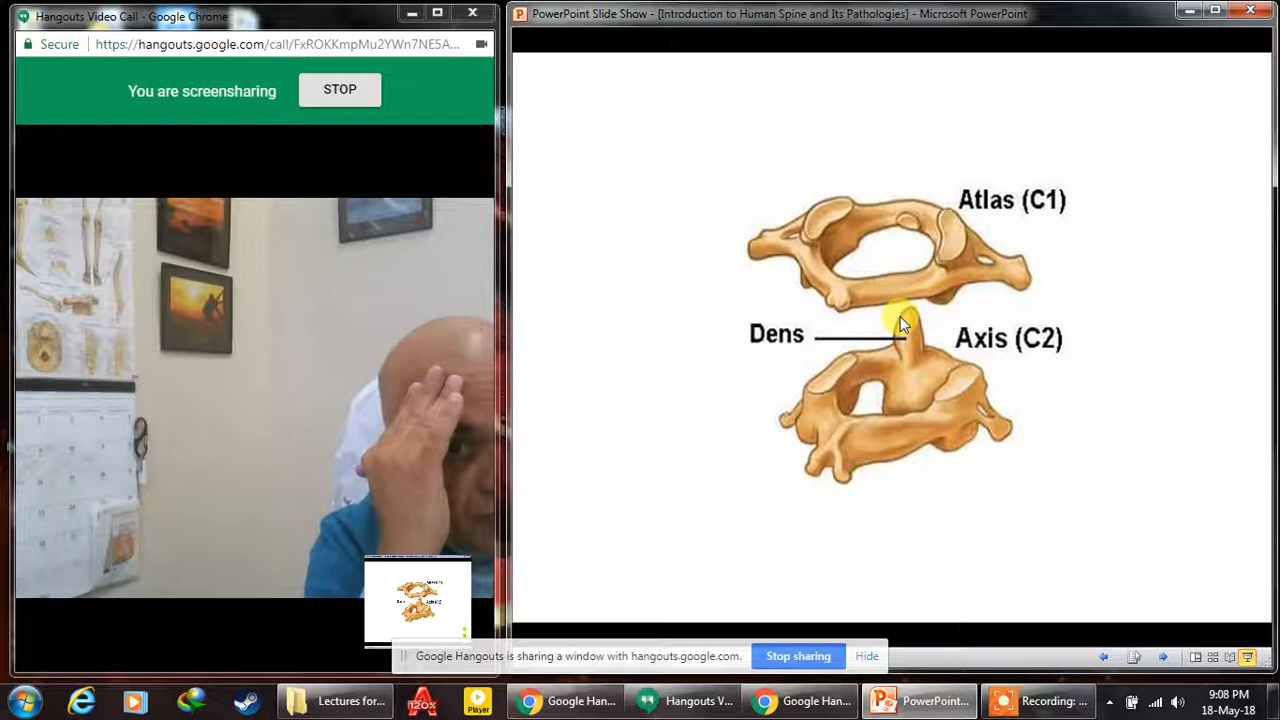 Hangouts Video Call - Google Chrome
Secure
https://hangouts.google.com/call/FxROKKmpMu2YWn7NE5A...
You are screensharing
STOP
PowerPoint Slide Show - [Introduction to Human Spine and Its Pathologies] - Microsoft PowerPoint
Atlas (C1)
Dens
Axis (C2)
Google Hangouts is sharing a window with hangouts.google.com.
Stop sharing
Hide
Lectures for...
120%
Player
Google Han...
Hangouts V...
Google Han...
PowerPoint...
Recording: ...
9:08 PM
18-May-18